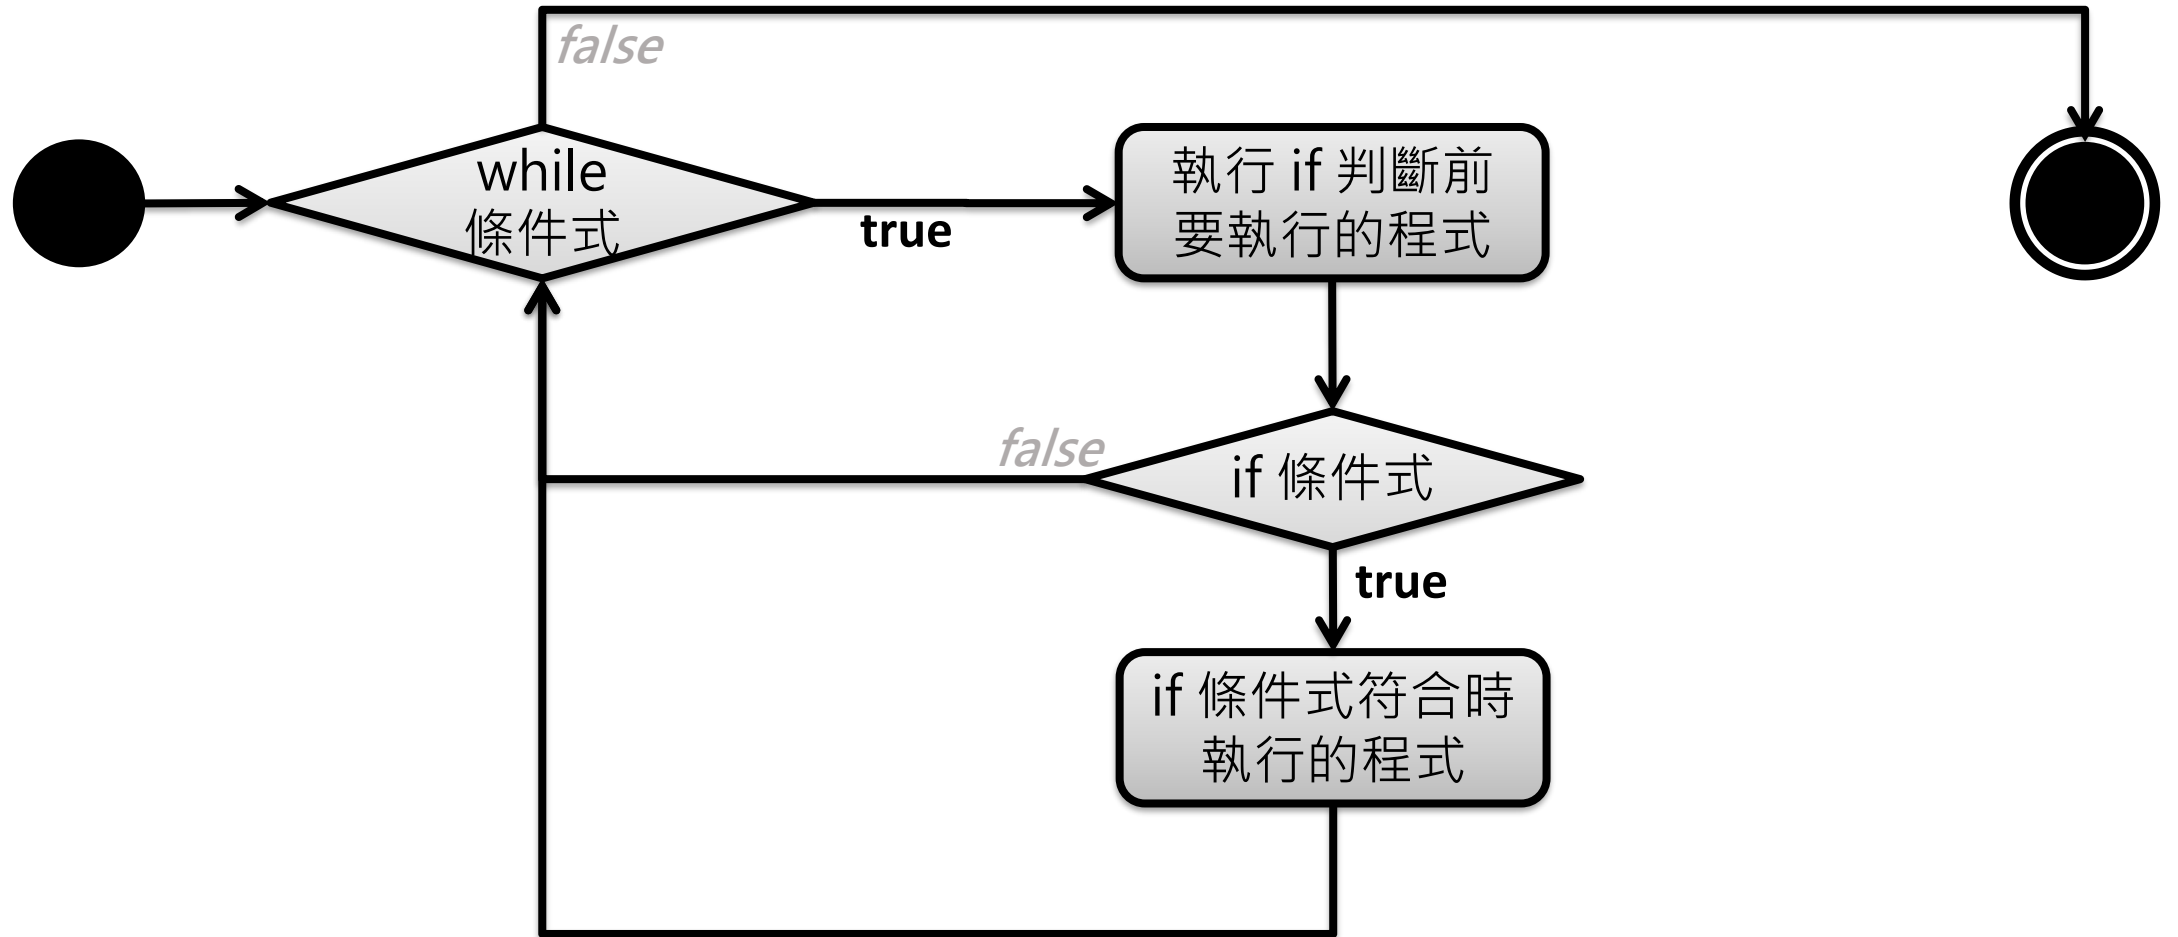 false
while
條件式
true
執行 if 判斷前
要執行的程式
false
if 條件式
true
if 條件式符合時
執行的程式